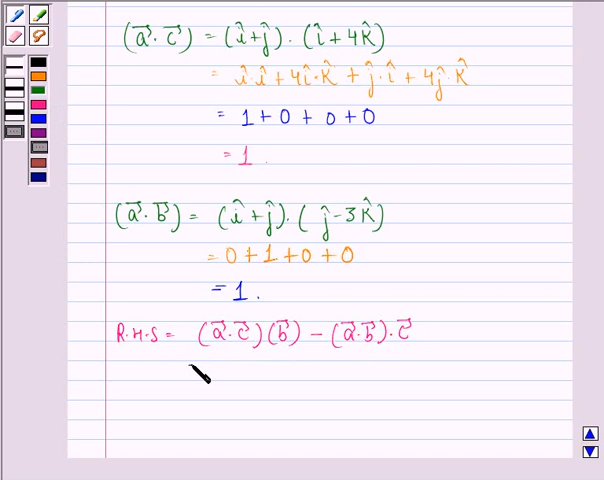 (a⃗·c⃗) = (î+ĵ)·(î+4k̂)
= î·î+4î·k̂+ĵ·î+4ĵ·k̂
= 1+0+0+0
= 1.
(a⃗·b⃗) = (î+ĵ)·(ĵ-3k̂)
= 0+1+0+0
= 1.
R.H.S = (a⃗·c⃗)(b⃗) - (a⃗·b⃗)·c⃗